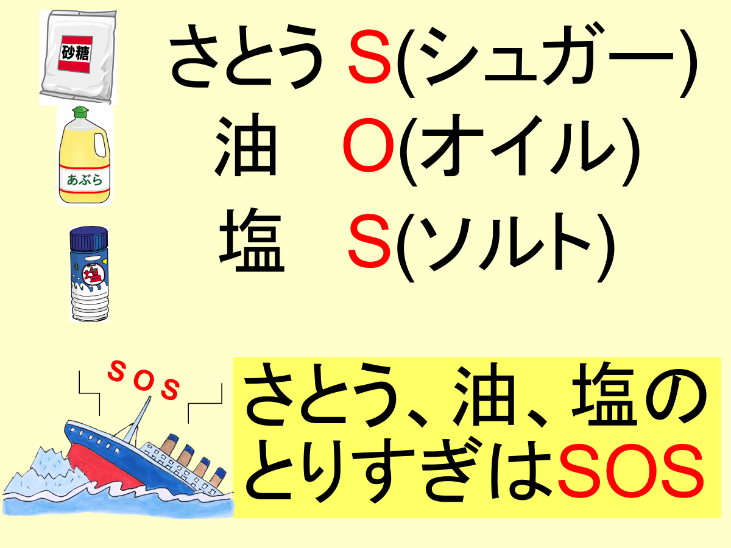 砂糖
さとう S(シュガー)
あぶら
油 O(オイル)
塩
塩 S(ソルト)
SOS
さとう、油、塩の
とりすぎはSOS